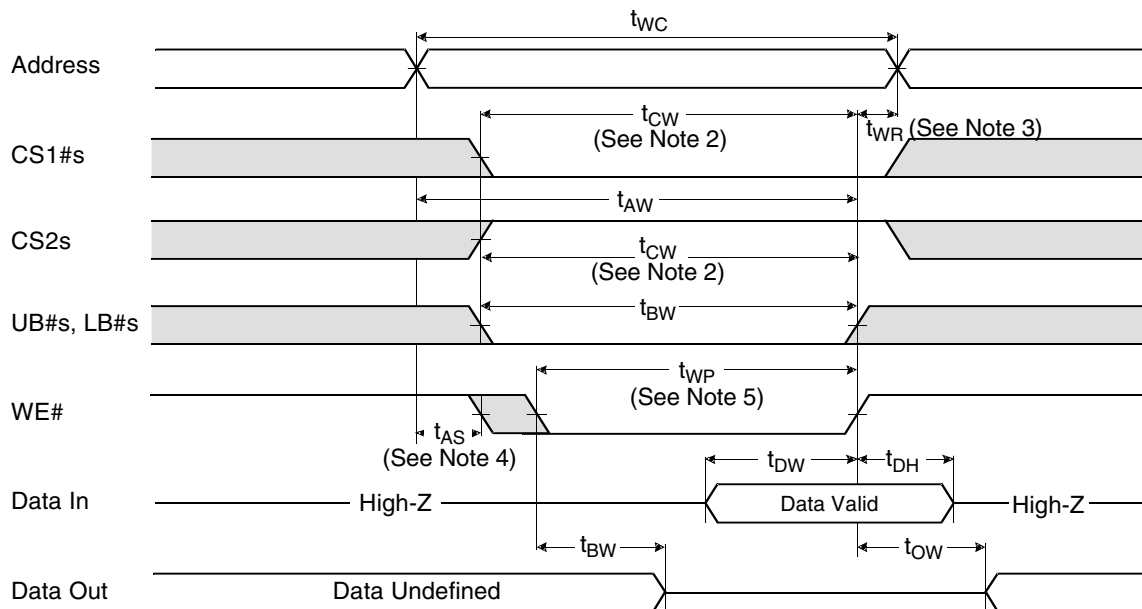 tWC
Address
tCW
(See Note 2)
tWR (See Note 3)
CS1#s
tAW
CS2s
tCW
(See Note 2)
tBW
UB#s, LB#s
tWP
(See Note 5)
WE#
tAS
(See Note 4)
tDW
tDH
Data In
High-Z
Data Valid
High-Z
tBW
tOW
Data Out
Data Undefined